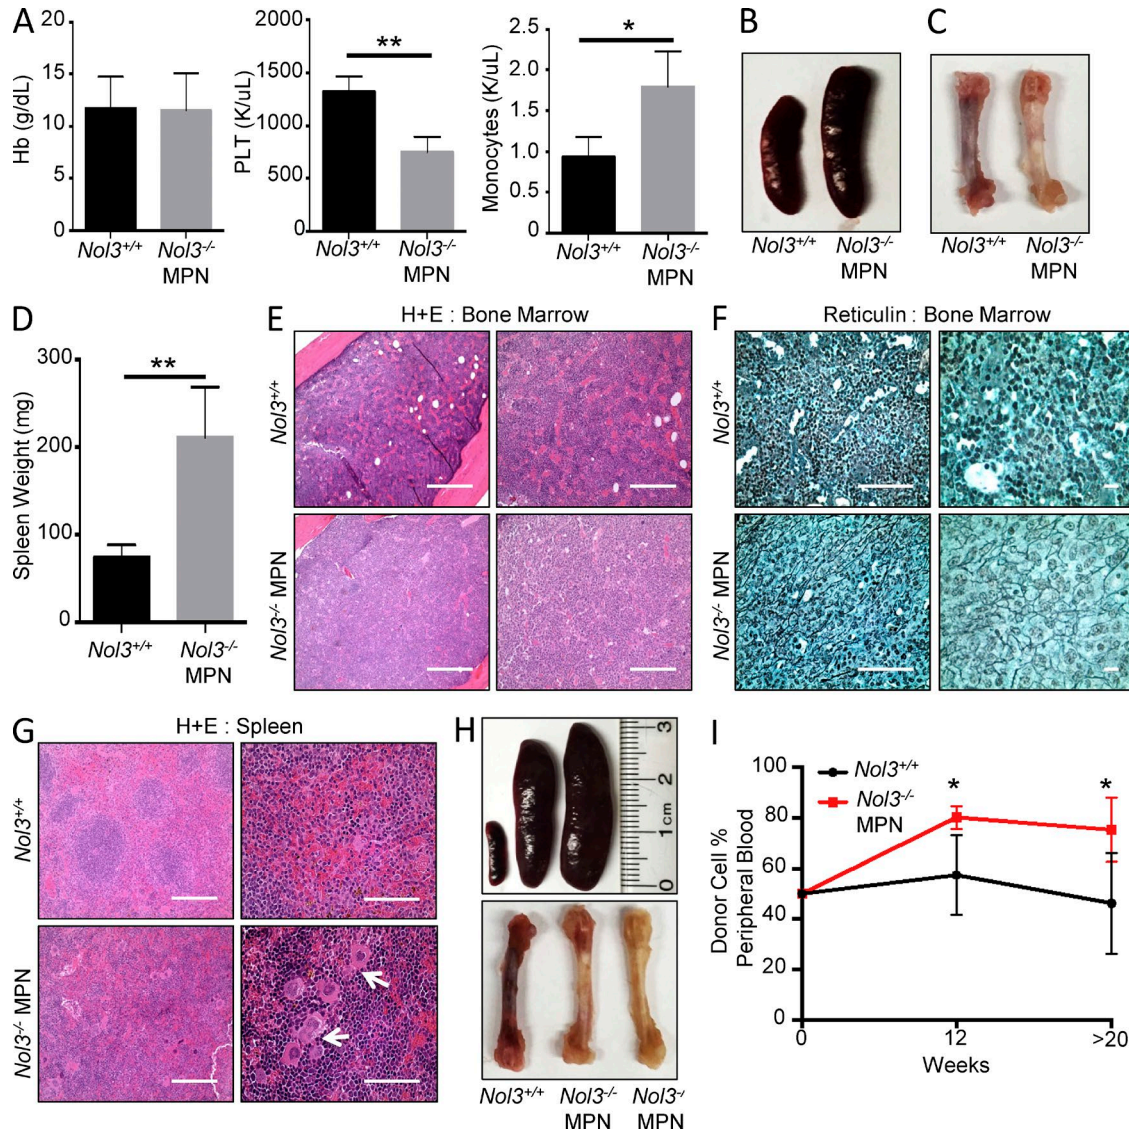 A
Hb (g/dL)
20
15
10
5
0
Nol3+/+
Nol3-/-
MPN
PLT (K/uL)
2000
1500
1000
500
0
**
Nol3+/+
Nol3-/-
MPN
Monocytes (K/uL)
2.5
2.0
1.5
1.0
0.5
0.0
*
Nol3+/+
Nol3-/-
MPN
B
Nol3+/+
Nol3-/-
MPN
C
Nol3+/+
Nol3-/-
MPN
D
Spleen Weight (mg)
300
200
100
0
**
Nol3+/+
Nol3-/-
MPN
E
H+E : Bone Marrow
Nol3+/+
Nol3-/- MPN
F
Reticulin : Bone Marrow
Nol3+/+
Nol3-/- MPN
G
H+E : Spleen
Nol3+/+
Nol3-/- MPN
H
3
2
1cm
0
Nol3+/+
Nol3-/-
MPN
Nol3-/
MPN
I
Donor Cell %
Peripheral Blood
100
80
60
40
20
0
Nol3+/+
Nol3-/-
MPN
*
*
0
12
>20
Weeks